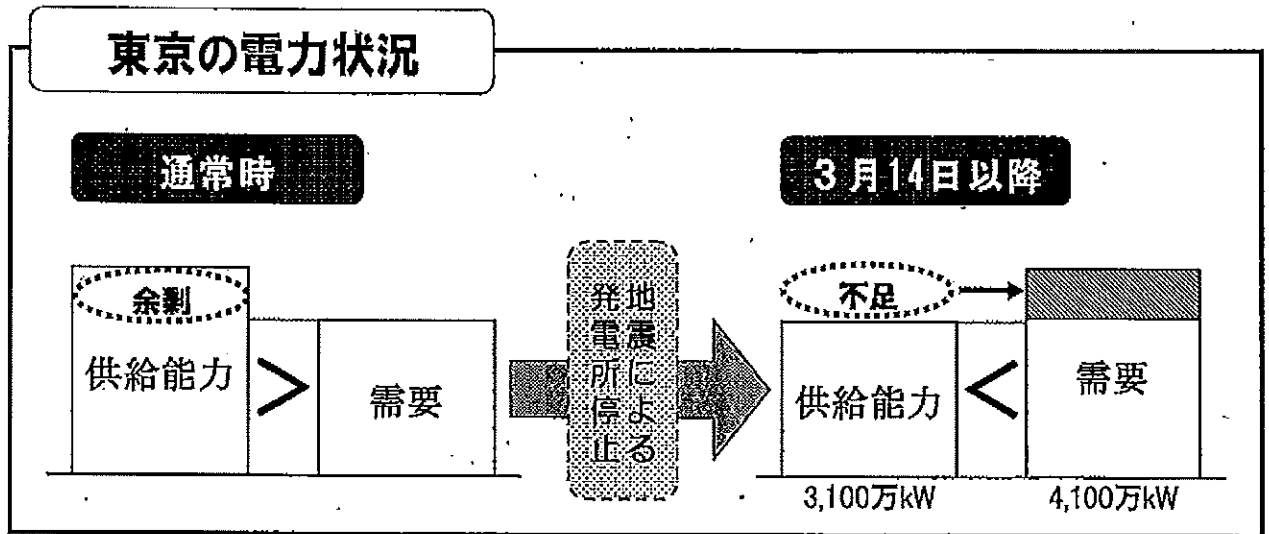 東京の電力状況
通常時
余剰
供給能力
>
需要
地震による
発電所停止
3月14日以降
不足
供給能力
3,100万kW
<
需要
4,100万kW